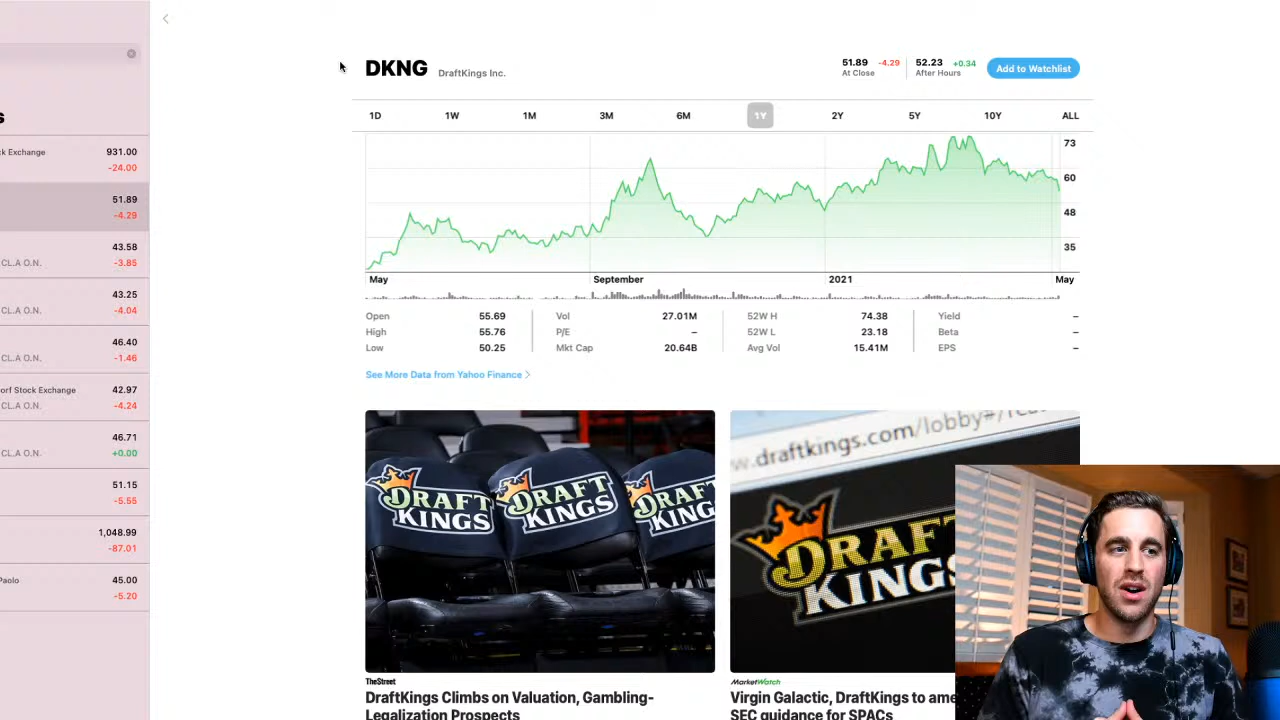 s
ck Exchange 931.00
-24.00
51.89
-4.29
43.58
CL.A O.N. -3.85
43.25
CL.A O.N. -4.04
46.40
CL.A O.N. -1.46
orf Stock Exchange 42.97
CL.A O.N. -4.24
46.71
CL.A O.N. +0.00
51.15
-5.55
1,048.99
-87.01
Paolo 45.00
-5.20
DKNG DraftKings Inc.
51.89 -4.29 52.23 +0.34
At Close After Hours
Add to Watchlist
1D 1W 1M 3M 6M 1Y 2Y 5Y 10Y ALL
73
60
48
35
May September 2021 May
Open 55.69 Vol 27.01M 52W H 74.38 Yield –
High 55.76 P/E – 52W L 23.18 Beta –
Low 50.25 Mkt Cap 20.64B Avg Vol 15.41M EPS –
See More Data from Yahoo Finance >
DRAFT
KINGS
DRAFT
KINGS
DRAFT
KINGS
w.draftkings.com/lobby#/
DRAFT
KINGS
TheStreet
DraftKings Climbs on Valuation, Gambling-
Legalization Prospects
MarketWatch
Virgin Galactic, DraftKings to ame
SEC guidance for SPACs